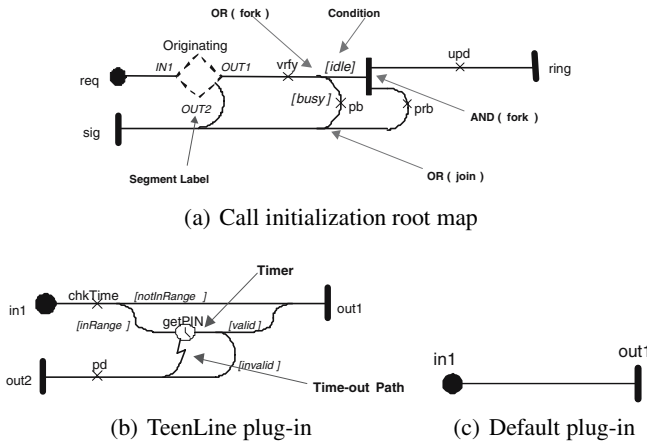 OR ( fork )
Condition
Originating
IN1
OUT1
vrfy
[idle]
upd
req
ring
OUT2
[busy]
pb
prb
AND ( fork )
sig
Segment Label
OR ( join )
(a) Call initialization root map
Timer
chkTime
[notInRange ]
in1
out1
getPIN
[inRange ]
[valid ]
pd
[invalid ]
out2
Time-out Path
(b) TeenLine plug-in
in1
out1
(c) Default plug-in